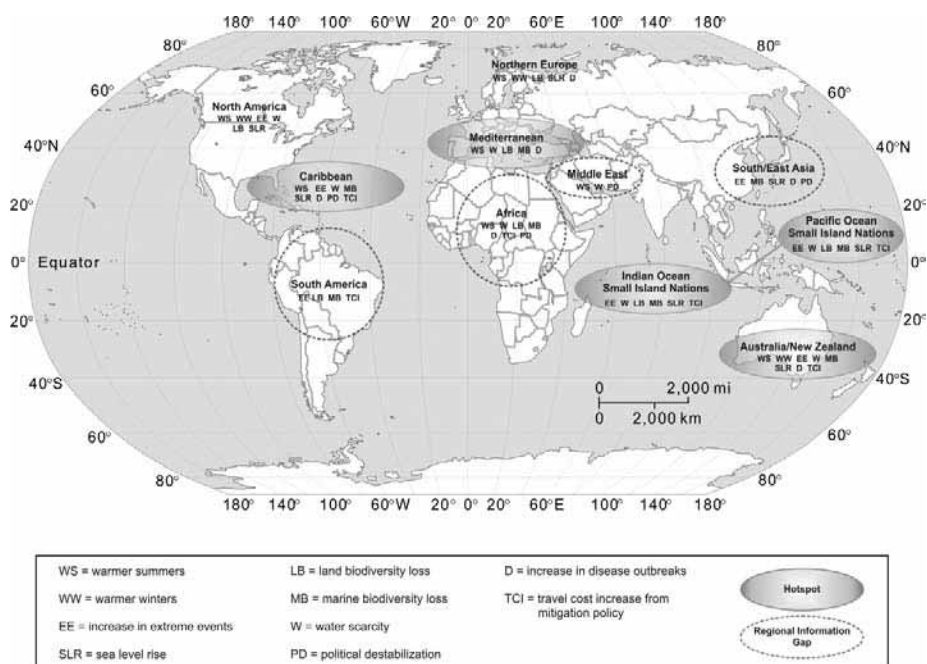 180° 140° 100° 60°W 20° 0° 20° 60°E 100° 140° 180°
80° 80°
Northern Europe
WS WW LB SLR D
60° 60°
North America
WS WW EE W
LB SLR
40°N 40°N
Mediterranean
WS W LB MB D
Middle East
WS W PD
South/East Asia
EE MB SLR D PD
Caribbean
WS EE W MB
SLR D PD TCI
20° 20°
Africa
WS W LB MB
D TCI PD
Pacific Ocean
Small Island Nations
EE W LB MB SLR TCI
0° Equator 0°
South America
EE LB MB TCI
Indian Ocean
Small Island Nations
EE W LB MB SLR TCI
20° 20°
Australia/New Zealand
WS WW EE W MB
SLR D TCI
40°S 40°S
0 2,000 mi
0 2,000 km
60° 60°
80° 80°
180° 140° 100° 60°W 20° 0° 20° 60°E 100° 140° 180°
WS = warmer summers
WW = warmer winters
EE = increase in extreme events
SLR = sea level rise
LB = land biodiversity loss
MB = marine biodiversity loss
W = water scarcity
PD = political destabilization
D = increase in disease outbreaks
TCI = travel cost increase from
mitigation policy
Hotspot
Regional Information
Gap